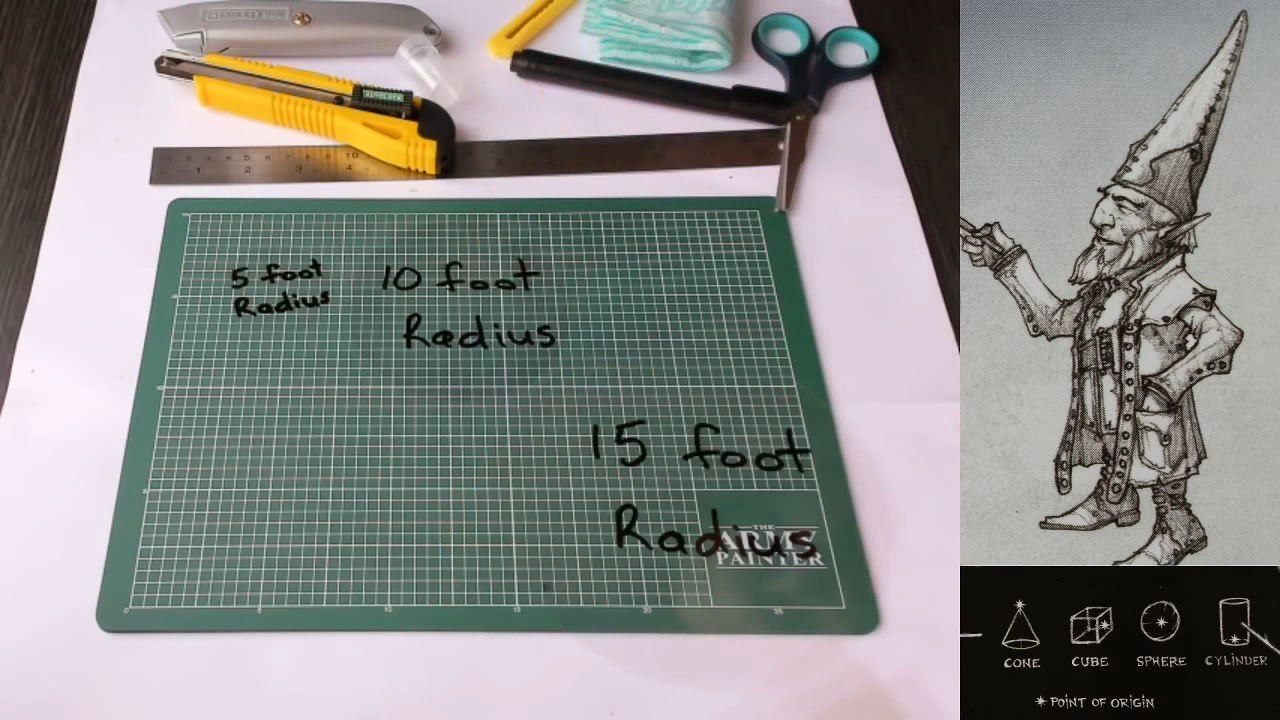 5 foot
Radius
10 foot
Radius
15 foot
Radius
THE
ARMY
PAINTER
CONE
CUBE
SPHERE
CYLINDER
*POINT OF ORIGIN